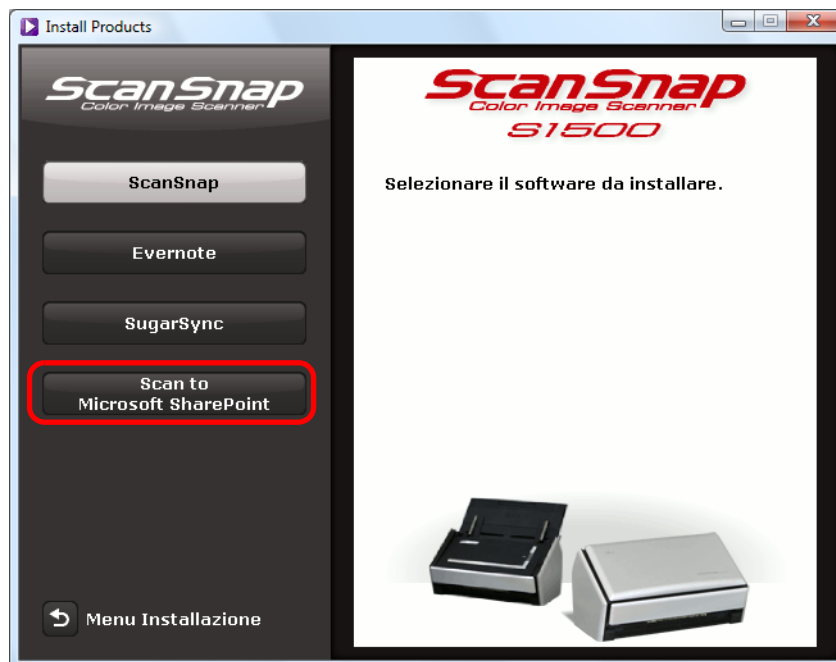 Install Products
ScanSnap
Color Image Scanner
ScanSnap
Evernote
SugarSync
Scan to
Microsoft SharePoint
Menu Installazione
ScanSnap
Color Image Scanner
S1500
Selezionare il software da installare.